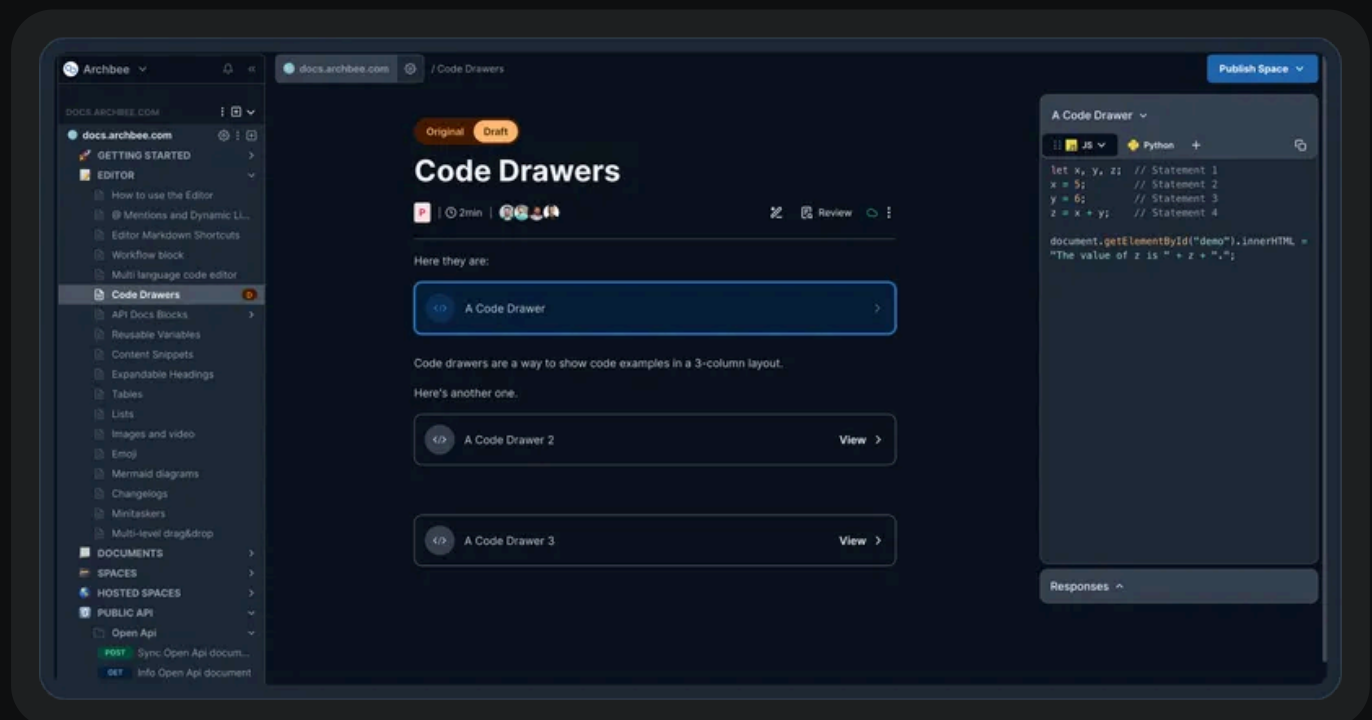 Archbee
docs.archbee.com
/ Code Drawers
Publish Space
DOCS.ARCHBEE.COM
docs.archbee.com
GETTING STARTED
EDITOR
How to use the Editor
@ Mentions and Dynamic Li...
Editor Markdown Shortcuts
Workflow block
Multi language code editor
Code Drawers
D
API Docs Blocks
Reusable Variables
Content Snippets
Expandable Headings
Tables
Lists
Images and video
Emoji
Mermaid diagrams
Changelogs
Minitaskers
Multi-level drag&drop
DOCUMENTS
SPACES
HOSTED SPACES
PUBLIC API
Open Api
POST Sync Open Api docum...
GET Info Open Api document
Original Draft
Code Drawers
P | 2min |
Review
Here they are:
</> A Code Drawer
Code drawers are a way to show code examples in a 3-column layout.
Here's another one.
</> A Code Drawer 2 View
</> A Code Drawer 3 View
A Code Drawer
JS Python +
let x, y, z; // Statement 1
x = 5; // Statement 2
y = 6; // Statement 3
z = x + y; // Statement 4
document.getElementById("demo").innerHTML =
"The value of z is " + z + ".";
Responses